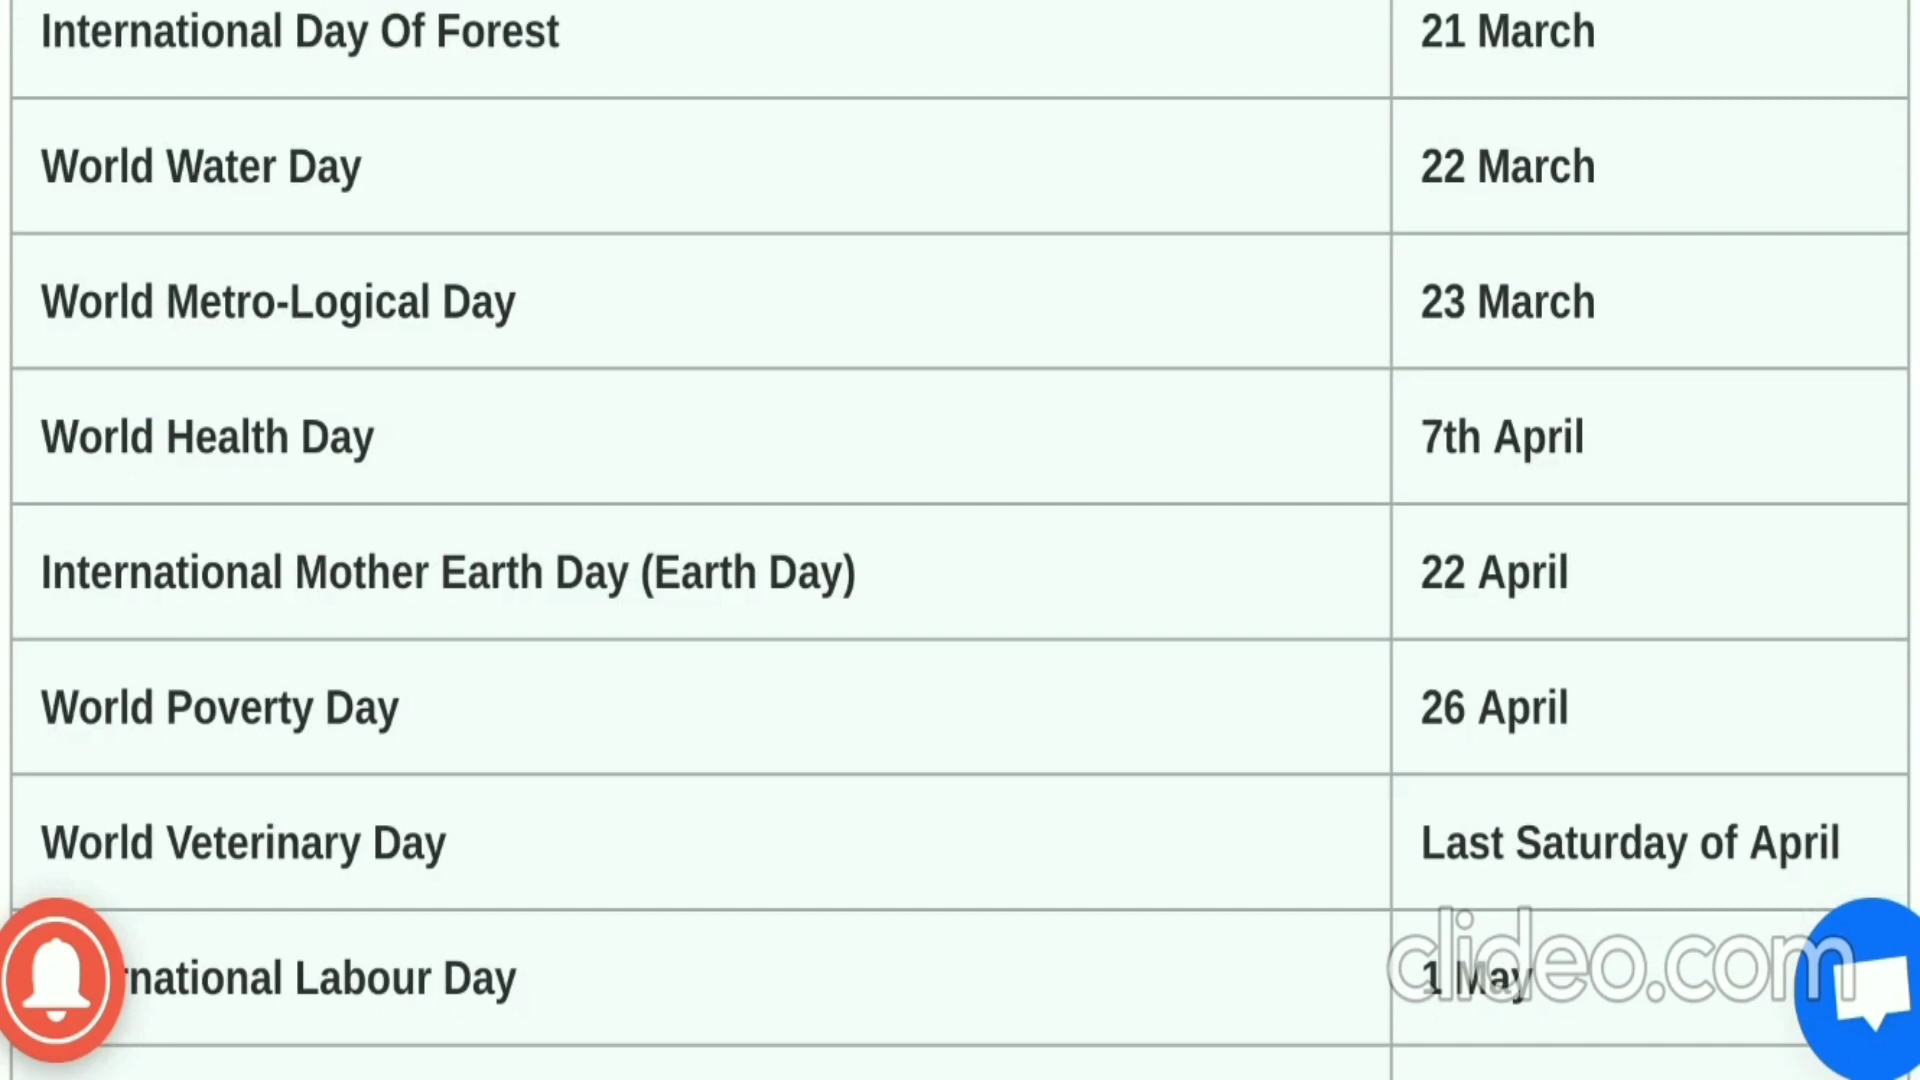 International Day Of Forest 21 March
World Water Day 22 March
World Metro-Logical Day 23 March
World Health Day 7th April
International Mother Earth Day (Earth Day) 22 April
World Poverty Day 26 April
World Veterinary Day Last Saturday of April
rnational Labour Day 1 May
clideo.com